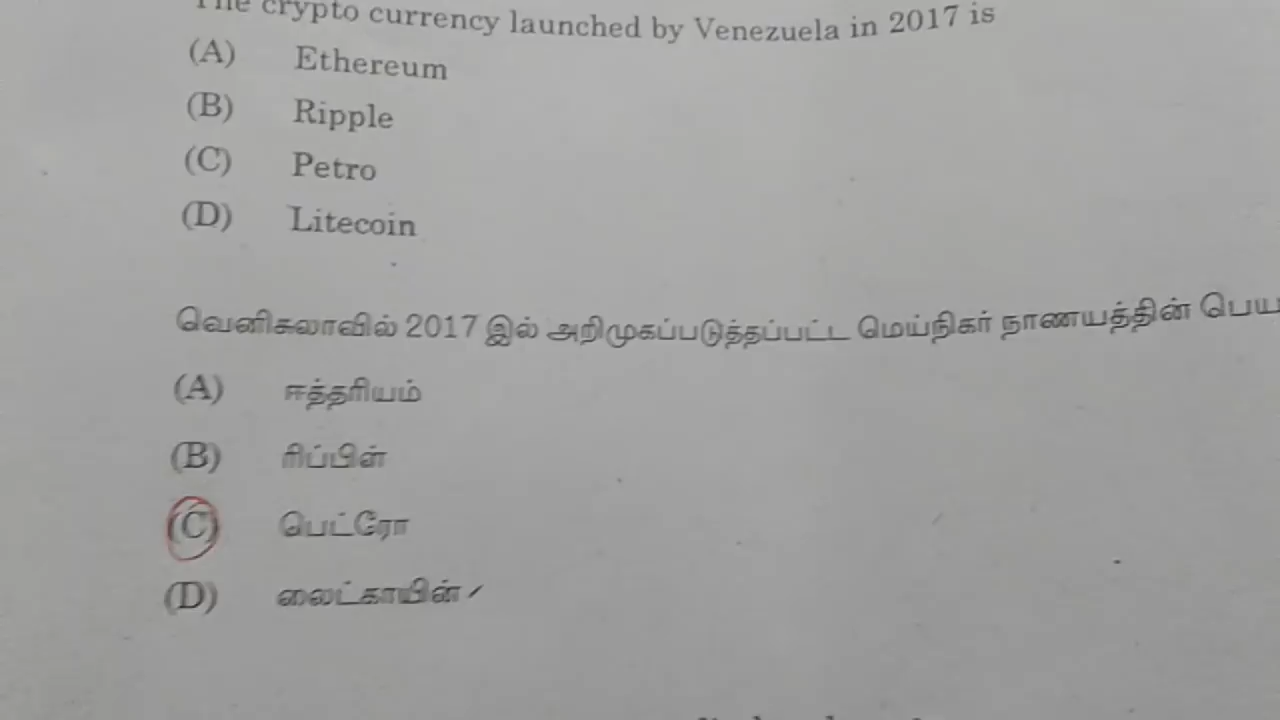 The crypto currency launched by Venezuela in 2017 is
(A) Ethereum
(B) Ripple
(C) Petro
(D) Litecoin
வெனிசுலாவில் 2017 இல் அறிமுகப்படுத்தப்பட்ட மெய்நிகர் நாணயத்தின் பெய
(A) ஈத்தரியம்
(B) ரிப்பின்
(C) பெட்ரோ
(D) லைட்காயின்